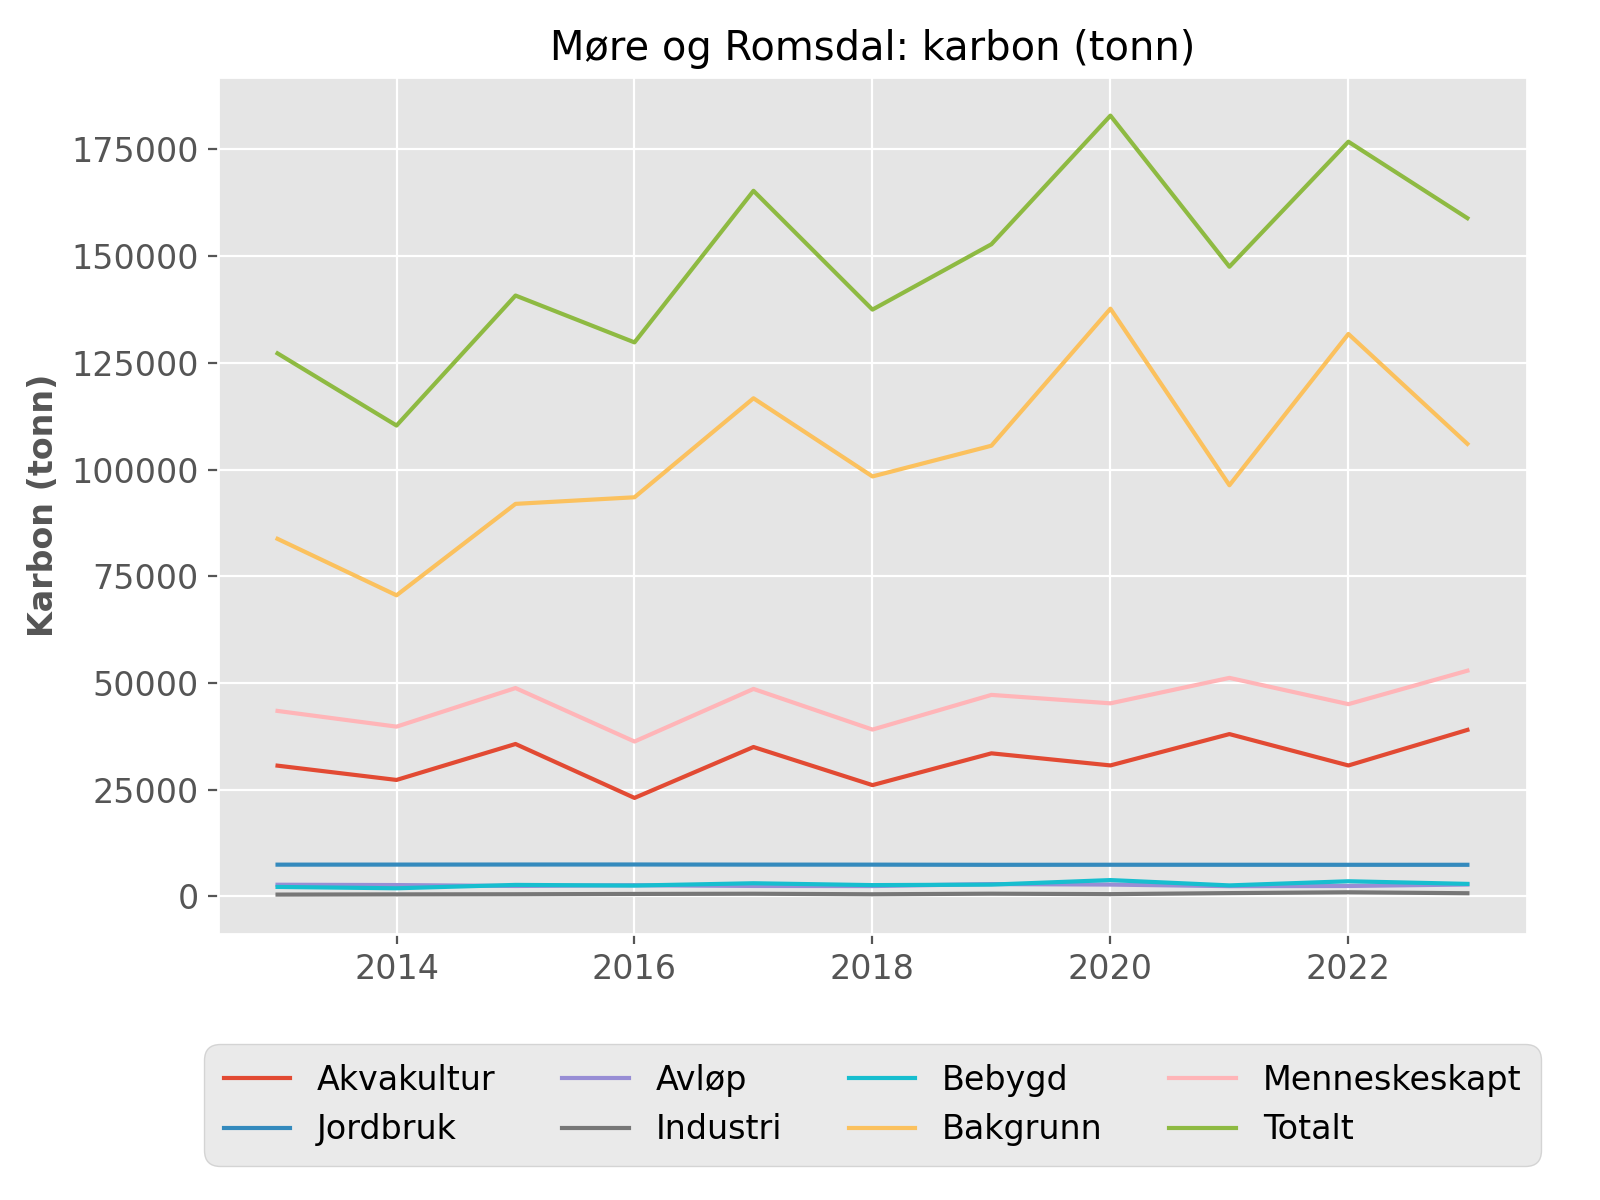 Møre og Romsdal: karbon (tonn)
Karbon (tonn)
175000
150000
125000
100000
75000
50000
25000
0
2014 2016 2018 2020 2022
Akvakultur Avløp Bebygd Menneskeskapt
Jordbruk Industri Bakgrunn Totalt